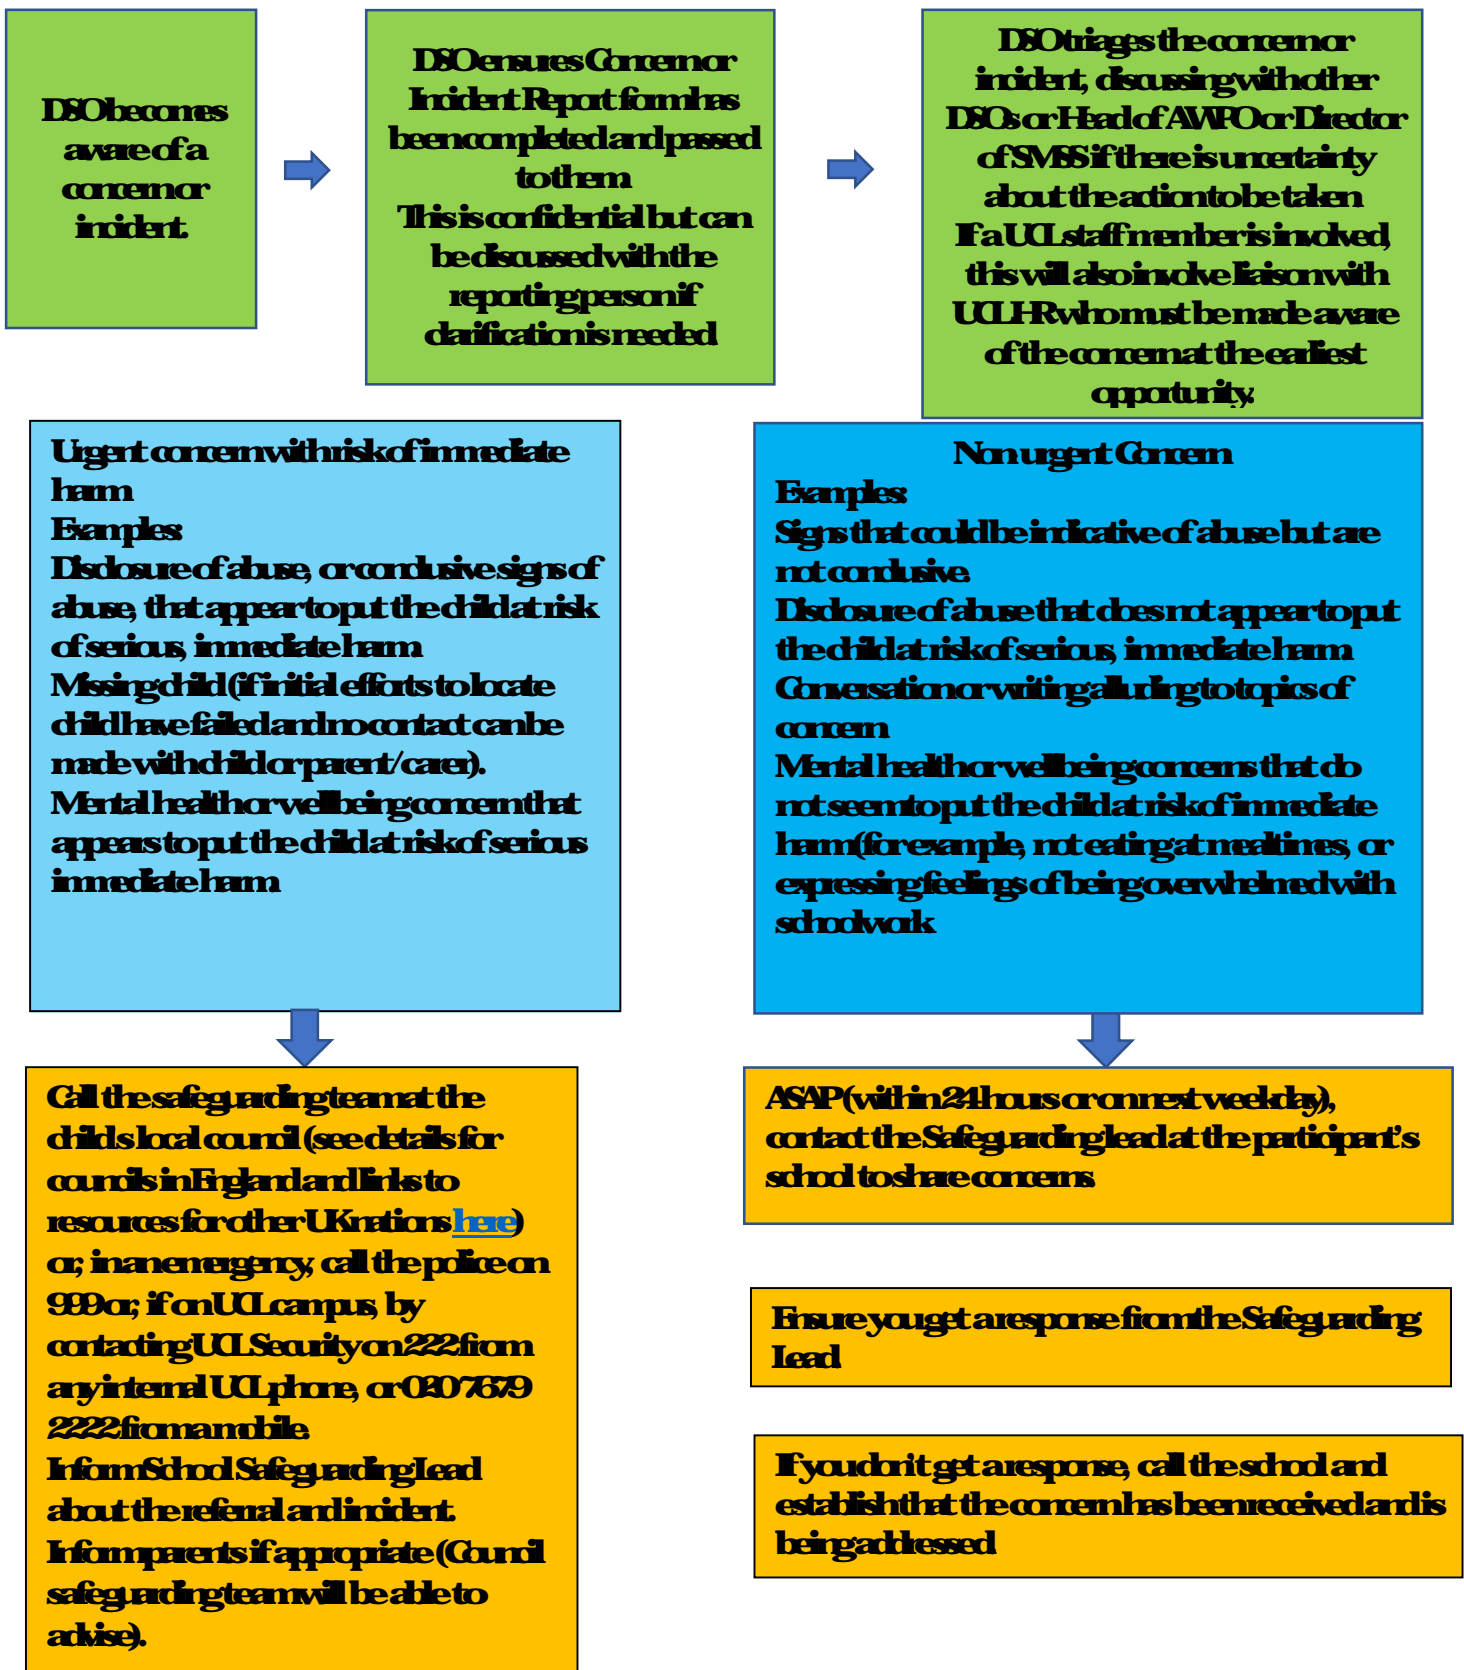 DSO becomes
aware of a
concern or
incident.
DSO ensures Concern or
Incident Report form has
been completed and passed
to them.
This is confidential but can
be discussed with the
reporting person if
clarification is needed.
DSO triages the concern or
incident, discussing with other
DSOs or Head of AWPO or Director
of SMSS if there is uncertainty
about the action to be taken.
If a UCL staff member is involved,
this will also involve liaison with
UCL HR who must be made aware
of the concern at the earliest
opportunity.
Urgent concern with risk of immediate
harm.
Examples:
Disclosure of abuse, or conclusive signs of
abuse, that appear to put the child at risk
of serious, immediate harm.
Missing child (if initial efforts to locate
child have failed and no contact can be
made with child or parent/carer).
Mental health or wellbeing concern that
appears to put the child at risk of serious
immediate harm.
Non-urgent Concern
Examples:
Signs that could be indicative of abuse but are
not conclusive.
Disclosure of abuse that does not appear to put
the child at risk of serious, immediate harm.
Conversation or writing alluding to topics of
concern.
Mental health or wellbeing concerns that do
not seem to put the child at risk of immediate
harm (for example, not eating at mealtimes, or
expressing feelings of being overwhelmed with
schoolwork.
Call the safeguarding team at the
child's local council (see details for
councils in England and links to
resources for other UK nations here)
or, in an emergency, call the police on
999 or, if on UCL campus, by
contacting UCL Security on 222 from
any internal UCL phone, or 020 7679
2222 from a mobile.
Inform School Safeguarding Lead
about the referral and incident.
Inform parents if appropriate (Council
safeguarding team will be able to
advise).
ASAP (within 24 hours or on next weekday),
contact the Safeguarding lead at the participant's
school to share concerns.
Ensure you get a response from the Safeguarding
Lead.
If you don't get a response, call the school and
establish that the concern has been received and is
being addressed.